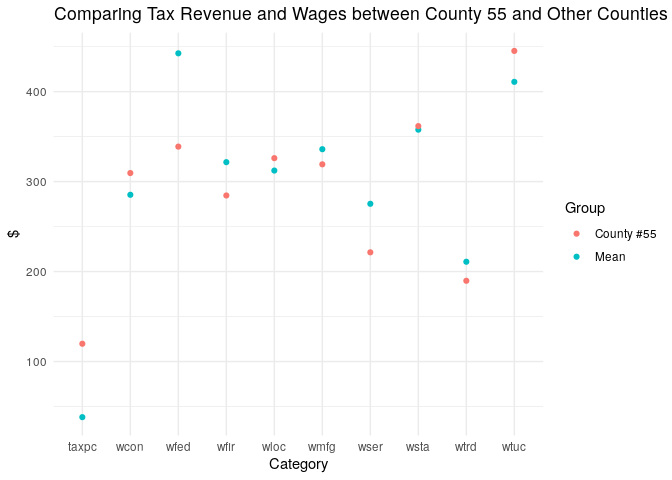 Comparing Tax Revenue and Wages between County 55 and Other Counties
$
400
300
200
100
taxpc wcon wfed wfir wloc wmfg wser wsta wtrd wtuc
Category
Group
County #55
Mean